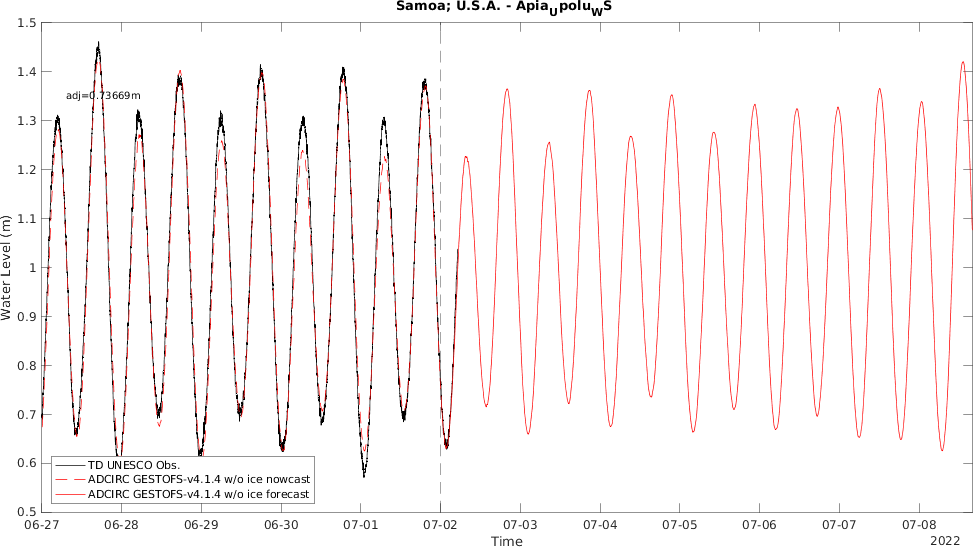 Samoa; U.S.A. - ApiaUpoluWS
1.5
1.4
adj=0.73669m
1.3
1.2
1.1
Water Level (m)
1
0.9
0.8
0.7
0.6
0.5
TD UNESCO Obs.
ADCIRC GESTOFS-v4.1.4 w/o ice nowcast
ADCIRC GESTOFS-v4.1.4 w/o ice forecast
06-27 06-28 06-29 06-30 07-01 07-02 07-03 07-04 07-05 07-06 07-07 07-08
Time
2022